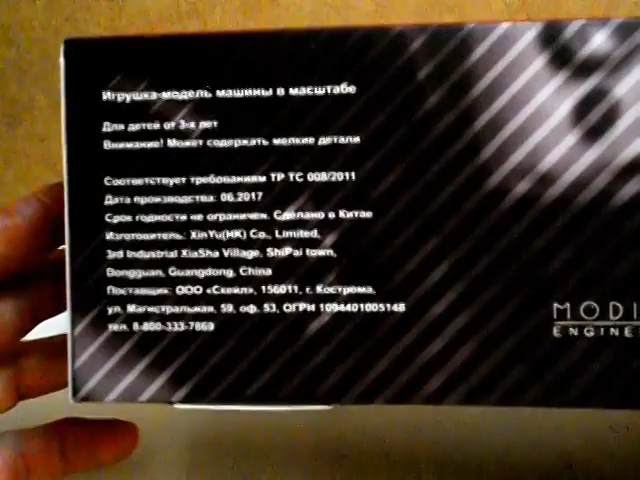 Игрушка-модель машины в масштабе
Для детей от 3-х лет
Внимание! Может содержать мелкие детали
Соответствует требованиям ТР ТС 008/2011
Дата производства: 06.2017
Срок годности не ограничен. Сделано в Китае
Изготовитель: XinYu(HK) Co., Limited,
3rd Industrial XiaSha Village, ShiPai town,
Dongguan, Guangdong, China
Поставщик: ООО «Скейл», 156011, г. Кострома,
ул. Магистральная, 59, оф. 53, ОГРН 1094401005146
тел. 8-800-333-7869
MODI
ENGINE